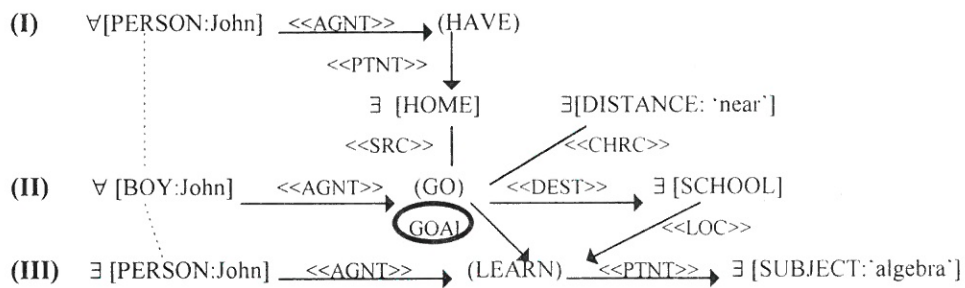 (I) ∀[PERSON:John] <<AGNT>> (HAVE)
<<PTNT>>
∃ [HOME] ∃[DISTANCE: 'near']
<<SRC>> <<CHRC>>
(II) ∀ [BOY:John] <<AGNT>> (GO) <<DEST>> ∃ [SCHOOL]
GOAL <<LOC>>
(III) ∃ [PERSON:John] <<AGNT>> (LEARN) <<PTNT>> ∃ [SUBJECT:'algebra']